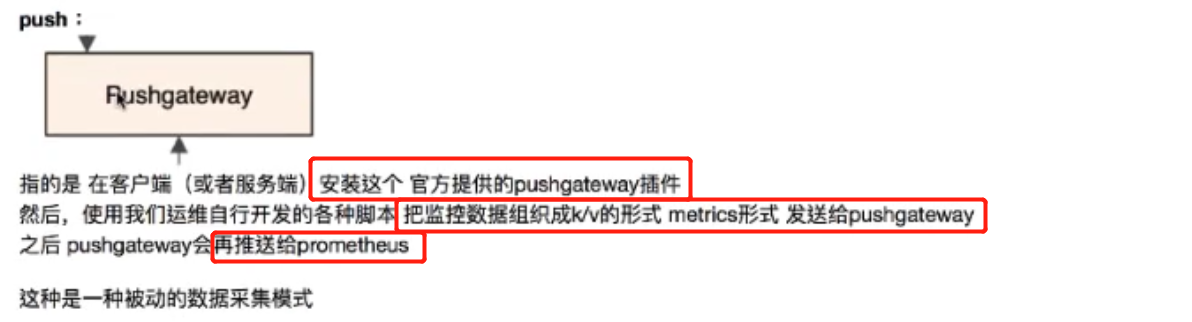 push：
Pushgateway
指的是 在客户端（或者服务端）安装这个 官方提供的pushgateway插件
然后，使用我们运维自行开发的各种脚本 把监控数据组织成k/v的形式 metrics形式 发送给pushgateway
之后 pushgateway会再推送给prometheus
这种是一种被动的数据采集模式